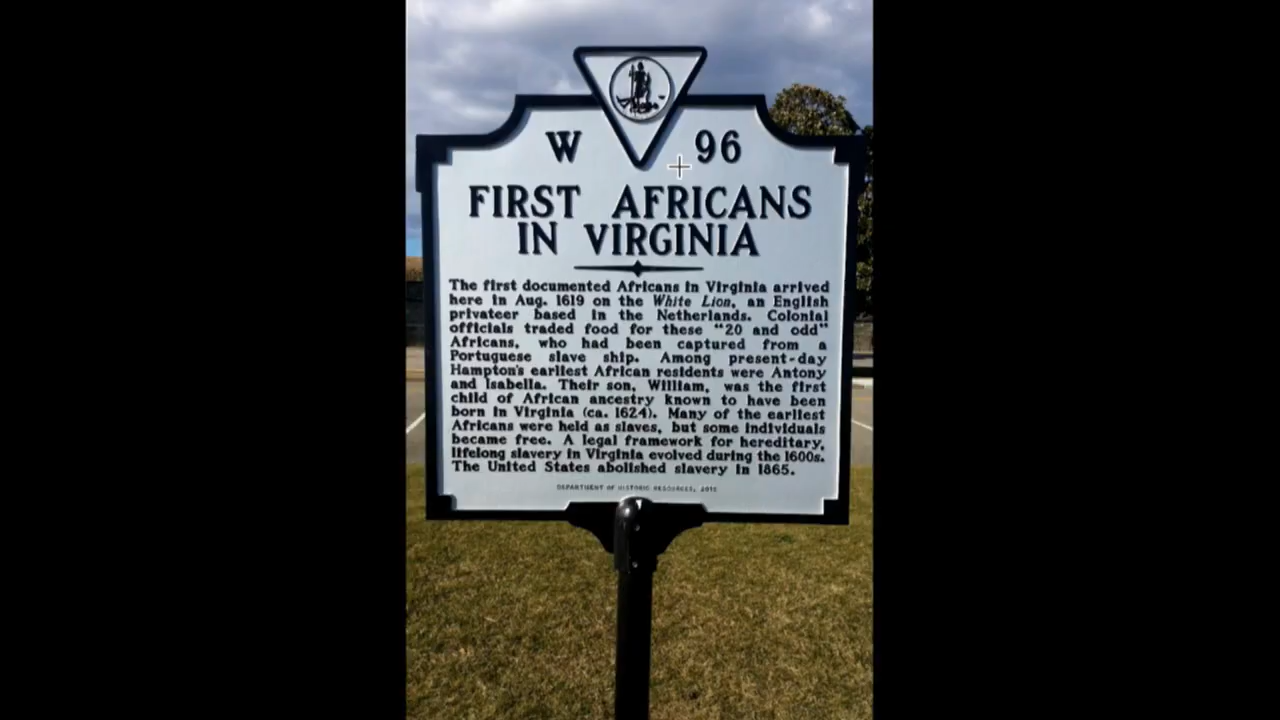 W 96
FIRST AFRICANS
IN VIRGINIA
The first documented Africans in Virginia arrived
here in Aug. 1619 on the White Lion, an English
privateer based in the Netherlands. Colonial
officials traded food for these "20 and odd"
Africans, who had been captured from a
Portuguese slave ship. Among present-day
Hampton's earliest African residents were Antony
and Isabella. Their son, William, was the first
child of African ancestry known to have been
born in Virginia (ca. 1624). Many of the earliest
Africans were held as slaves, but some individuals
became free. A legal framework for hereditary,
lifelong slavery in Virginia evolved during the 1600s.
The United States abolished slavery in 1865.
DEPARTMENT OF HISTORIC RESOURCES, 2015